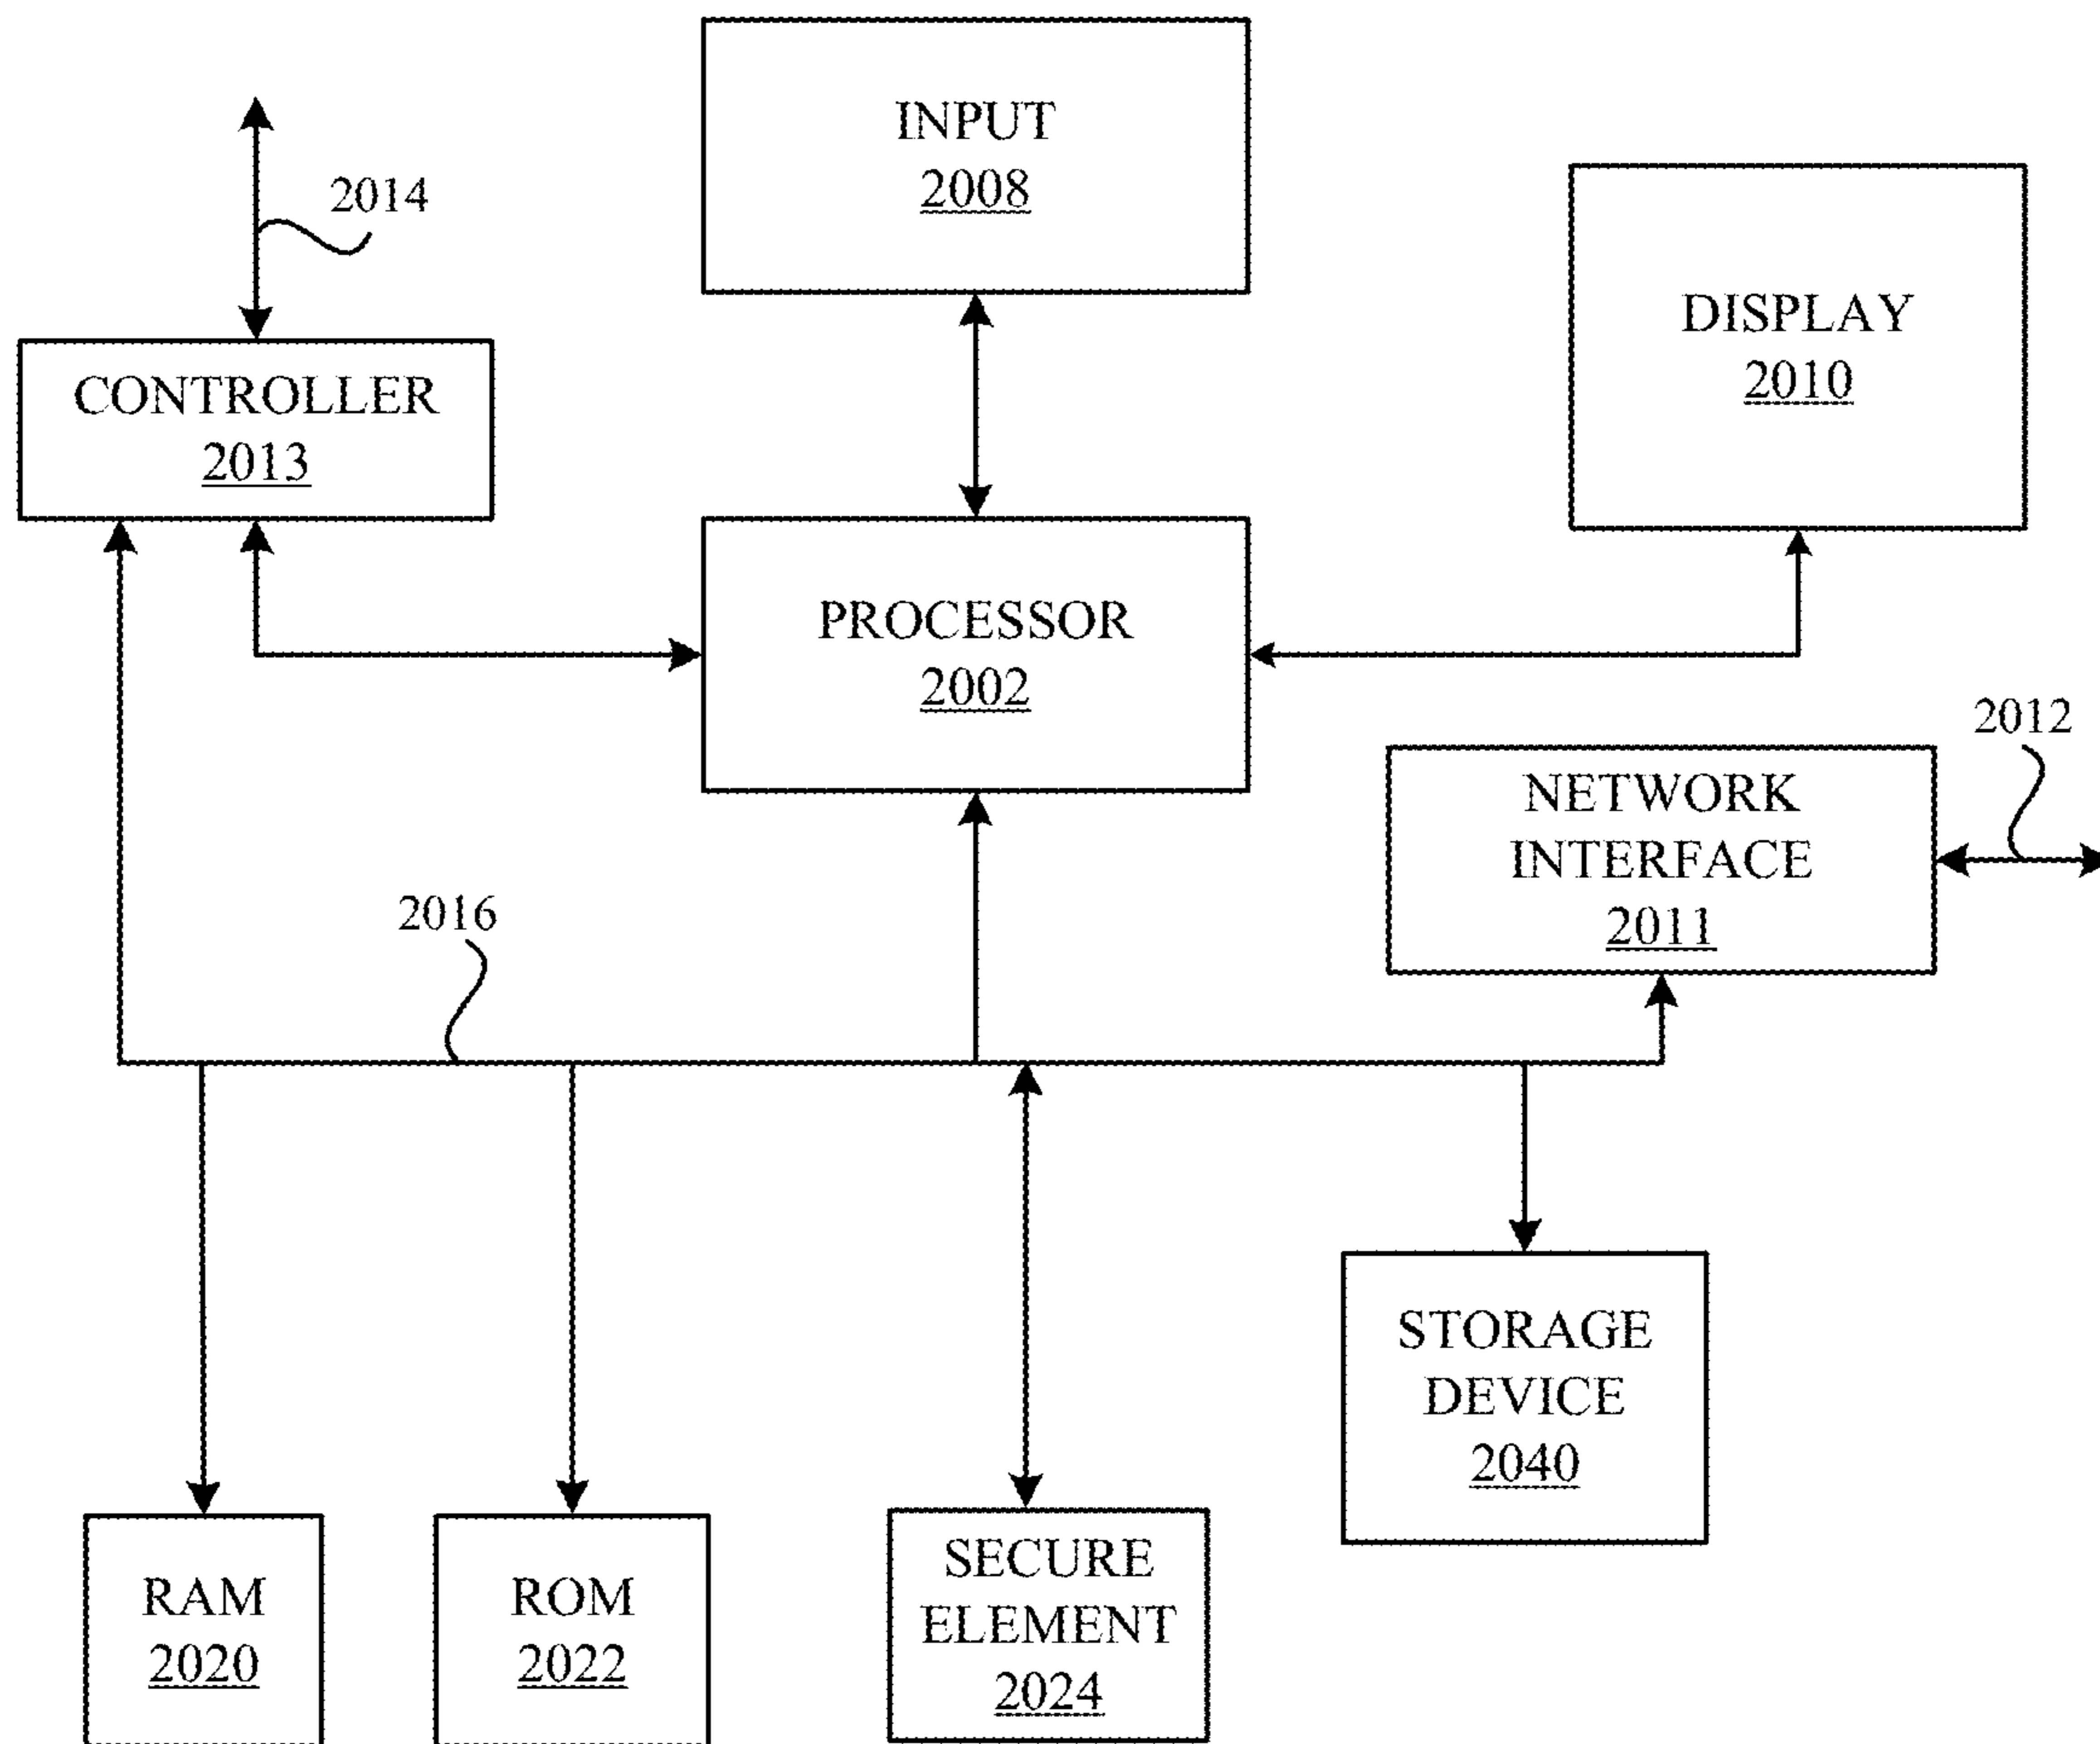 INPUT
2008
2014
DISPLAY
2010
CONTROLLER
2013
PROCESSOR
2002
2012
NETWORK
INTERFACE
2011
2016
STORAGE
DEVICE
2040
RAM
2020
ROM
2022
SECURE
ELEMENT
2024